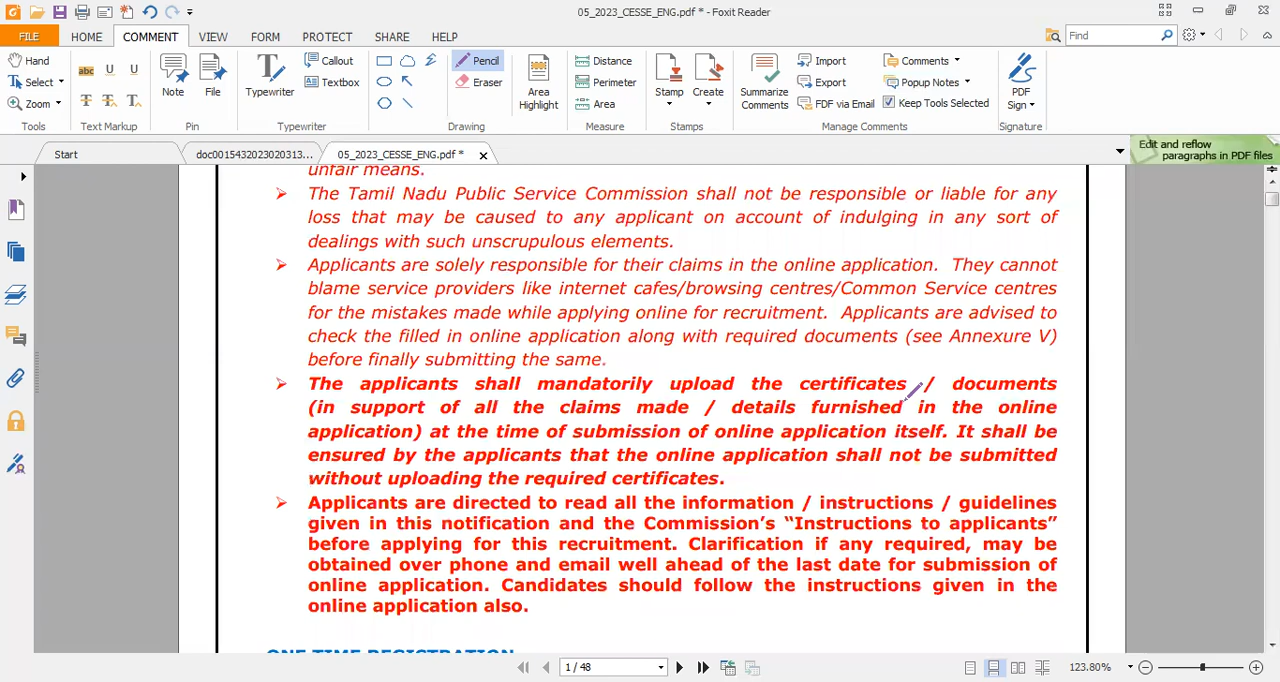 05_2023_CESSE_ENG.pdf * - Foxit Reader
FILE HOME COMMENT VIEW FORM PROTECT SHARE HELP Find
Hand
Select
Zoom
Tools
abc U U
T T T
Text Markup
Note File
Pin
Typewriter
Callout
Textbox
Typewriter
Pencil
Eraser
Drawing
Area
Highlight
Distance
Perimeter
Area
Measure
Stamp Create
Stamps
Summarize
Comments
Import
Export
FDF via Email
Comments
Popup Notes
Keep Tools Selected
Manage Comments
PDF
Sign
Signature
Start doc0015432023020313... 05_2023_CESSE_ENG.pdf *
Edit and reflow
paragraphs in PDF files
unfair means.
The Tamil Nadu Public Service Commission shall not be responsible or liable for any
loss that may be caused to any applicant on account of indulging in any sort of
dealings with such unscrupulous elements.
Applicants are solely responsible for their claims in the online application. They cannot
blame service providers like internet cafes/browsing centres/Common Service centres
for the mistakes made while applying online for recruitment. Applicants are advised to
check the filled in online application along with required documents (see Annexure V)
before finally submitting the same.
The applicants shall mandatorily upload the certificates / documents
(in support of all the claims made / details furnished in the online
application) at the time of submission of online application itself. It shall be
ensured by the applicants that the online application shall not be submitted
without uploading the required certificates.
Applicants are directed to read all the information / instructions / guidelines
given in this notification and the Commission's “Instructions to applicants”
before applying for this recruitment. Clarification if any required, may be
obtained over phone and email well ahead of the last date for submission of
online application. Candidates should follow the instructions given in the
online application also.
ONE TIME REGISTRATION
1 / 48 123.80%